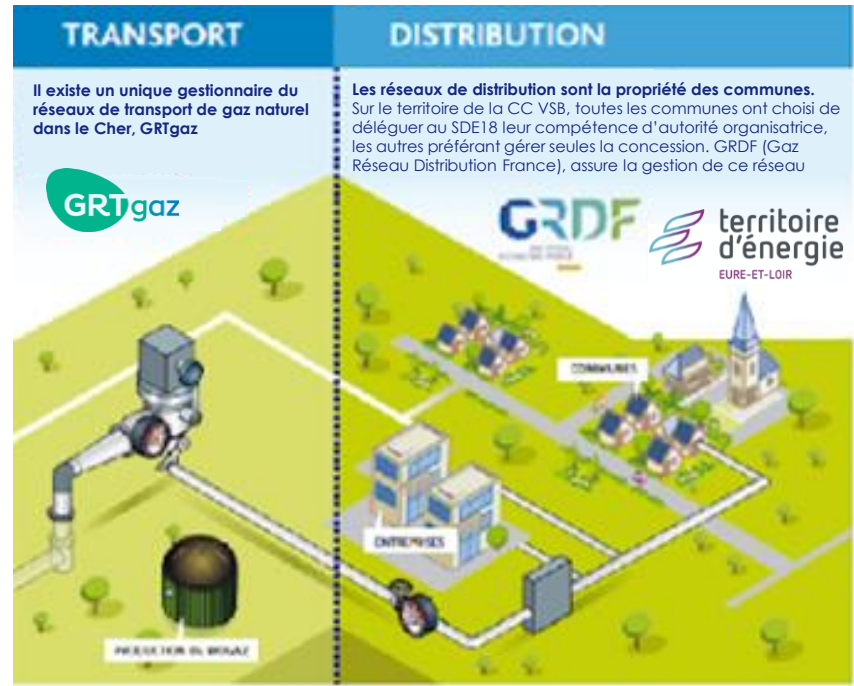 TRANSPORT
DISTRIBUTION
Il existe un unique gestionnaire du
réseaux de transport de gaz naturel
dans le Cher, GRTgaz
Les réseaux de distribution sont la propriété des communes.
Sur le territoire de la CC VSB, toutes les communes ont choisi de
déléguer au SDE18 leur compétence d'autorité organisatrice,
les autres préférant gérer seules la concession. GRDF (Gaz
Réseau Distribution France), assure la gestion de ce réseau
GRTgaz
GRDF
territoire
d'énergie
EURE-ET-LOIR
COMMUNES
ENTREPRISES
PRODUCTION DE BIOGAZ